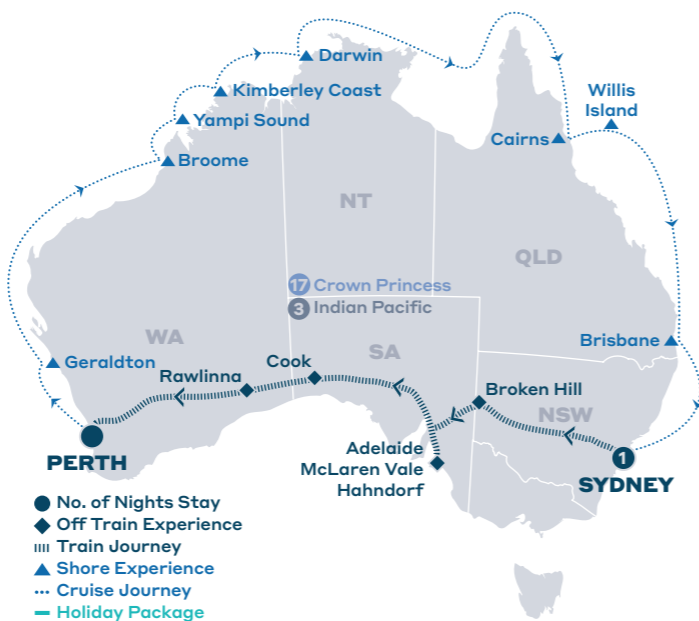 Darwin
Kimberley Coast
Willis
Island
Yampi Sound
Cairns
Broome
NT
QLD
17 Crown Princess
3 Indian Pacific
WA
Brisbane
SA
Geraldton
Cook
Rawlinna
Broken Hill
NSW
Adelaide
McLaren Vale
Hahndorf
PERTH
1
SYDNEY
No. of Nights Stay
Off Train Experience
Train Journey
Shore Experience
Cruise Journey
Holiday Package